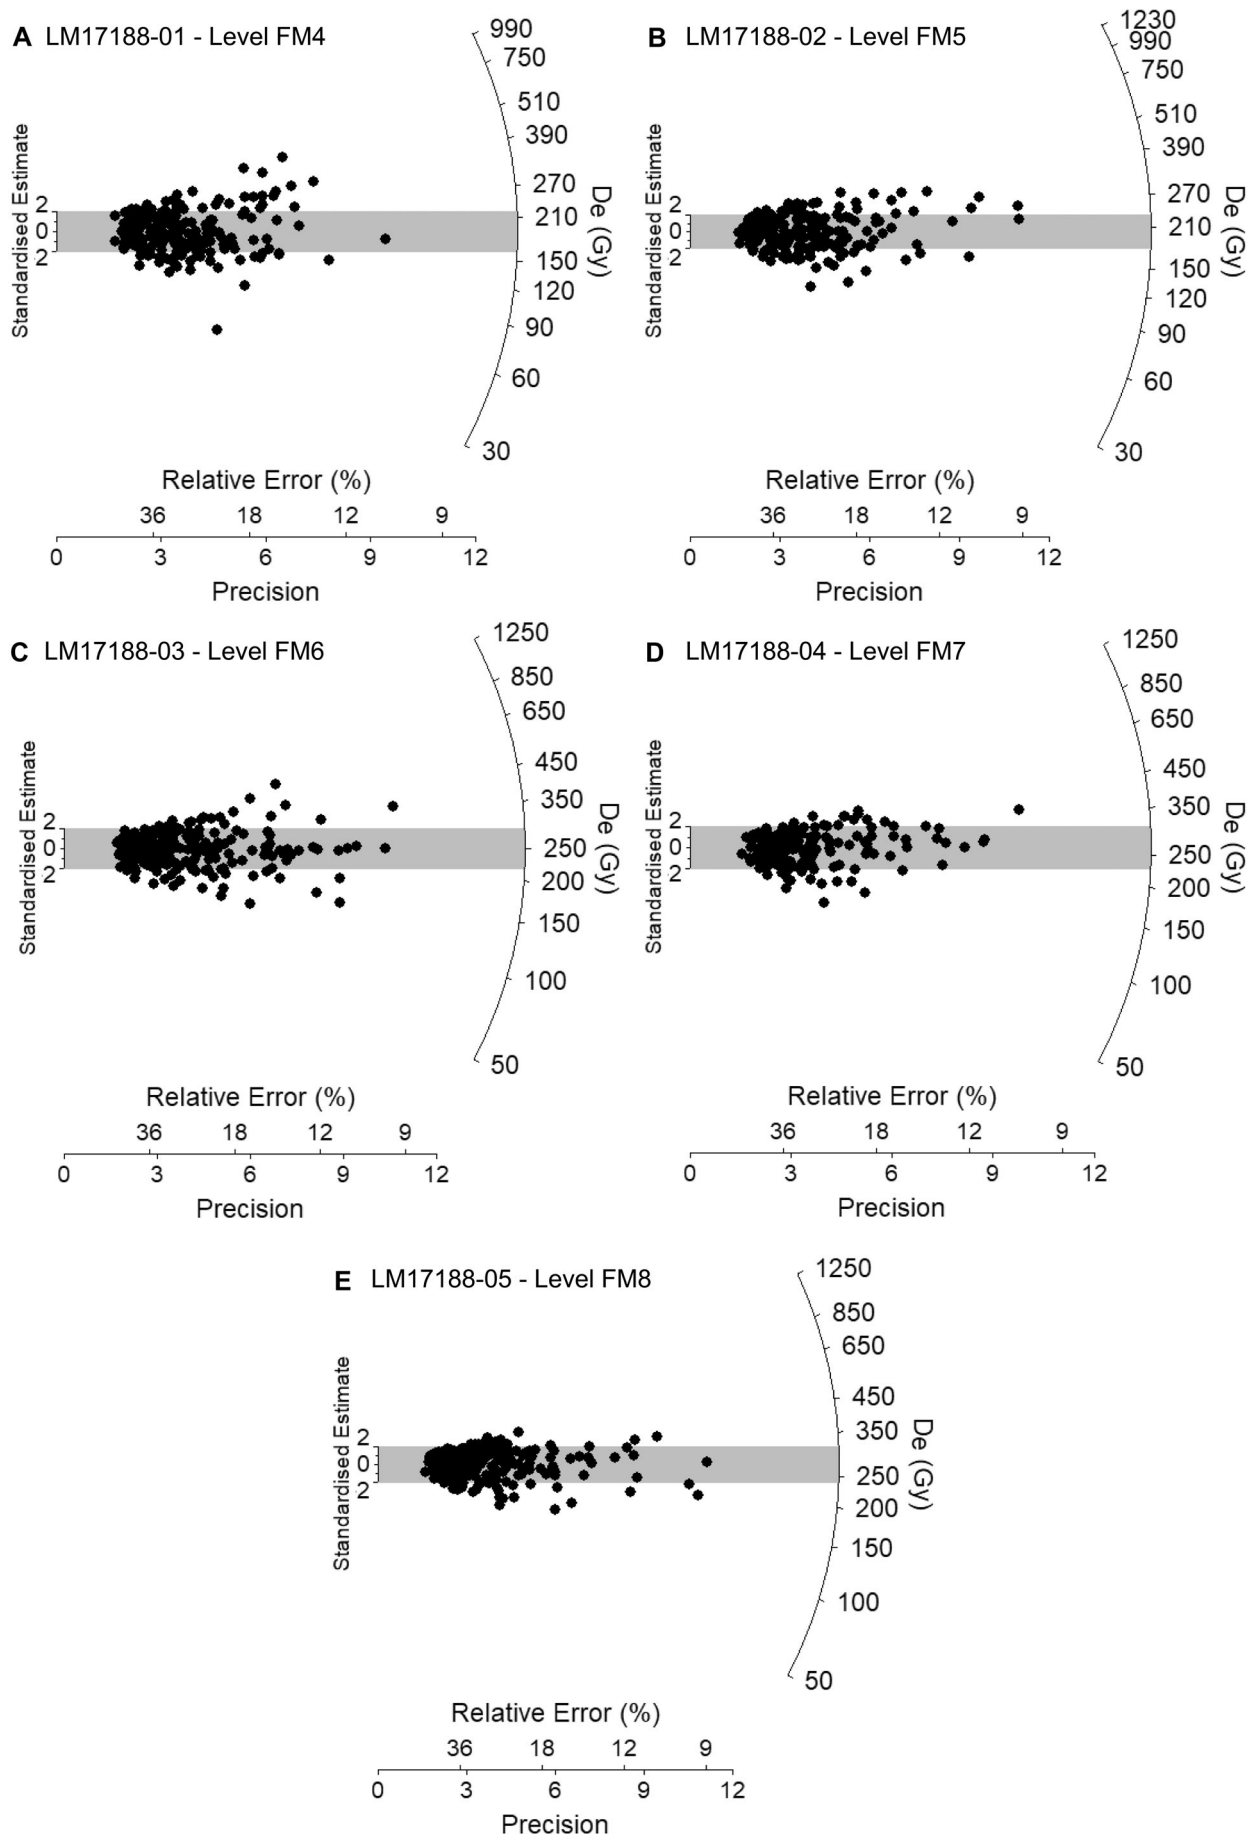 A LM17188-01 - Level FM4
990
750
510
390
270
210
150
120
90
60
30
De (Gy)
Standardised Estimate
2
0
2
Relative Error (%)
36 18 12 9
0 3 6 9 12
Precision
B LM17188-02 - Level FM5
1230
990
750
510
390
270
210
150
120
90
60
30
De (Gy)
Standardised Estimate
2
0
2
Relative Error (%)
36 18 12 9
0 3 6 9 12
Precision
C LM17188-03 - Level FM6
1250
850
650
450
350
250
200
150
100
50
De (Gy)
Standardised Estimate
2
0
2
Relative Error (%)
36 18 12 9
0 3 6 9 12
Precision
D LM17188-04 - Level FM7
1250
850
650
450
350
250
200
150
100
50
De (Gy)
Standardised Estimate
2
0
2
Relative Error (%)
36 18 12 9
0 3 6 9 12
Precision
E LM17188-05 - Level FM8
1250
850
650
450
350
250
200
150
100
50
De (Gy)
Standardised Estimate
2
0
-2
Relative Error (%)
36 18 12 9
0 3 6 9 12
Precision